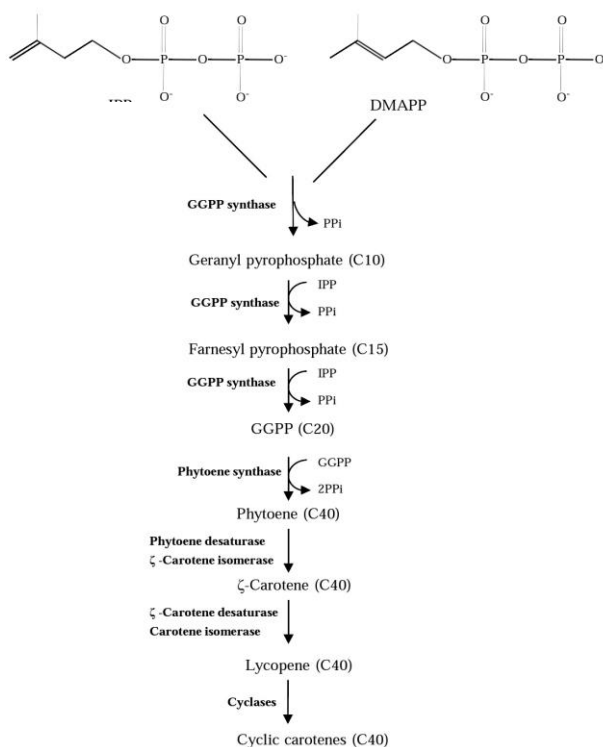 O O O O
O P O P O- O P O P O
O- O- O- O-
DMAPP
GGPP synthase
PPi
Geranyl pyrophosphate (C10)
IPP
GGPP synthase
PPi
Farnesyl pyrophosphate (C15)
IPP
GGPP synthase
PPi
GGPP (C20)
GGPP
Phytoene synthase
2PPi
Phytoene (C40)
Phytoene desaturase
ζ -Carotene isomerase
ζ-Carotene (C40)
ζ -Carotene desaturase
Carotene isomerase
Lycopene (C40)
Cyclases
Cyclic carotenes (C40)